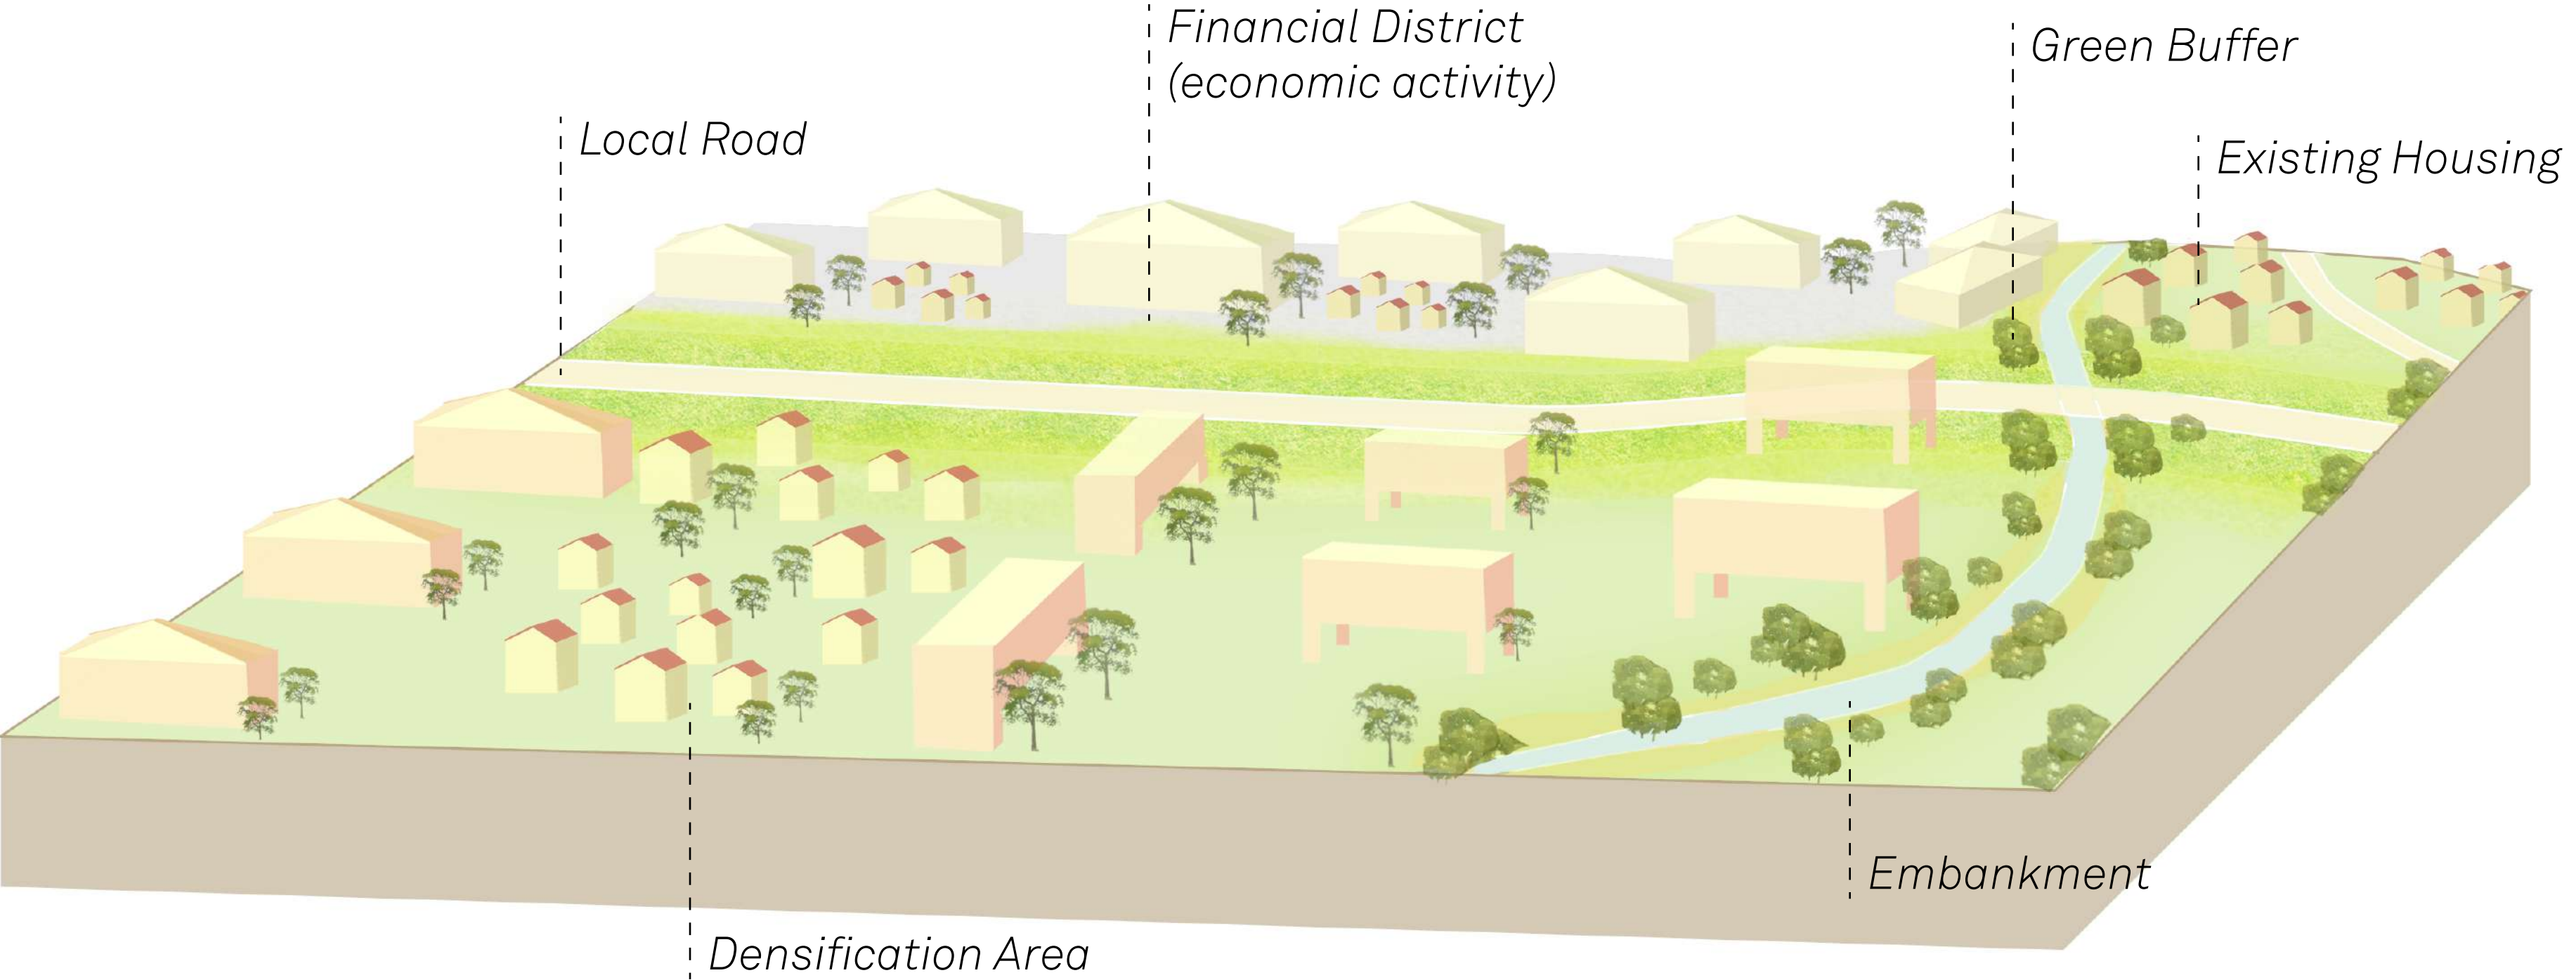 Financial District
(economic activity)
Green Buffer
Local Road
Existing Housing
Embankment
Densification Area